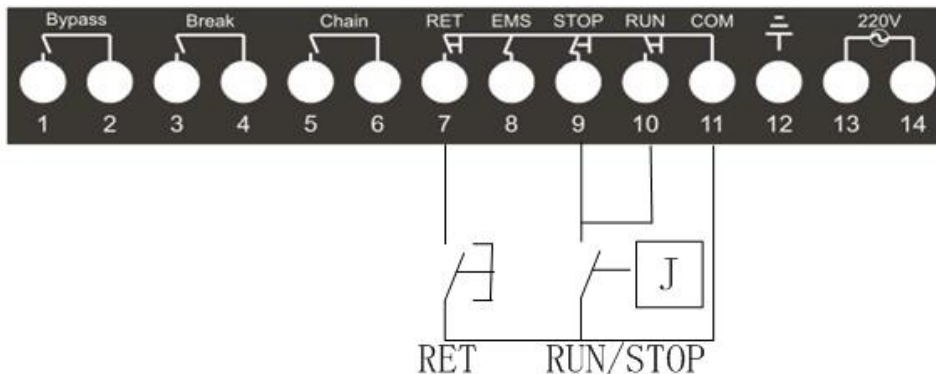 Bypass Break Chain RET EMS STOP RUN COM 220V
1 2 3 4 5 6 7 8 9 10 11 12 13 14
J
RET RUN/STOP